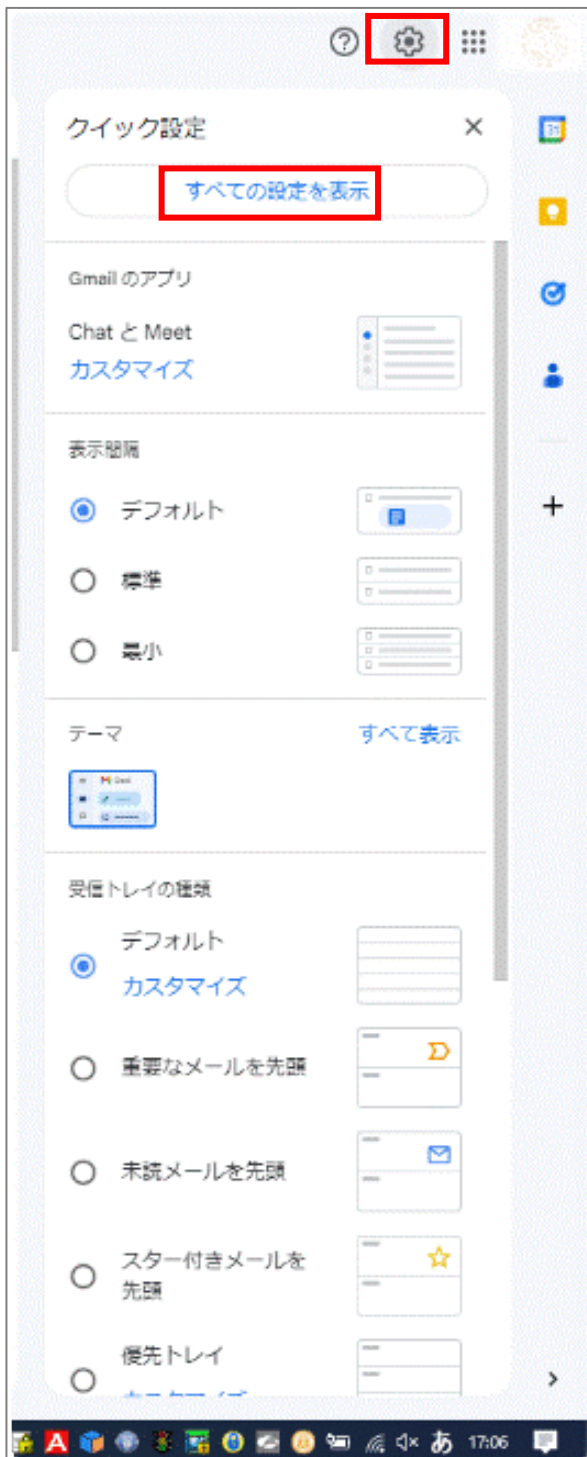 クイック設定
すべての設定を表示
Gmail のアプリ
Chat と Meet
カスタマイズ
表示間隔
デフォルト
標準
最小
テーマ
すべて表示
受信トレイの種類
デフォルト
カスタマイズ
重要なメールを先頭
未読メールを先頭
スター付きメールを
先頭
優先トレイ
あ 17:06